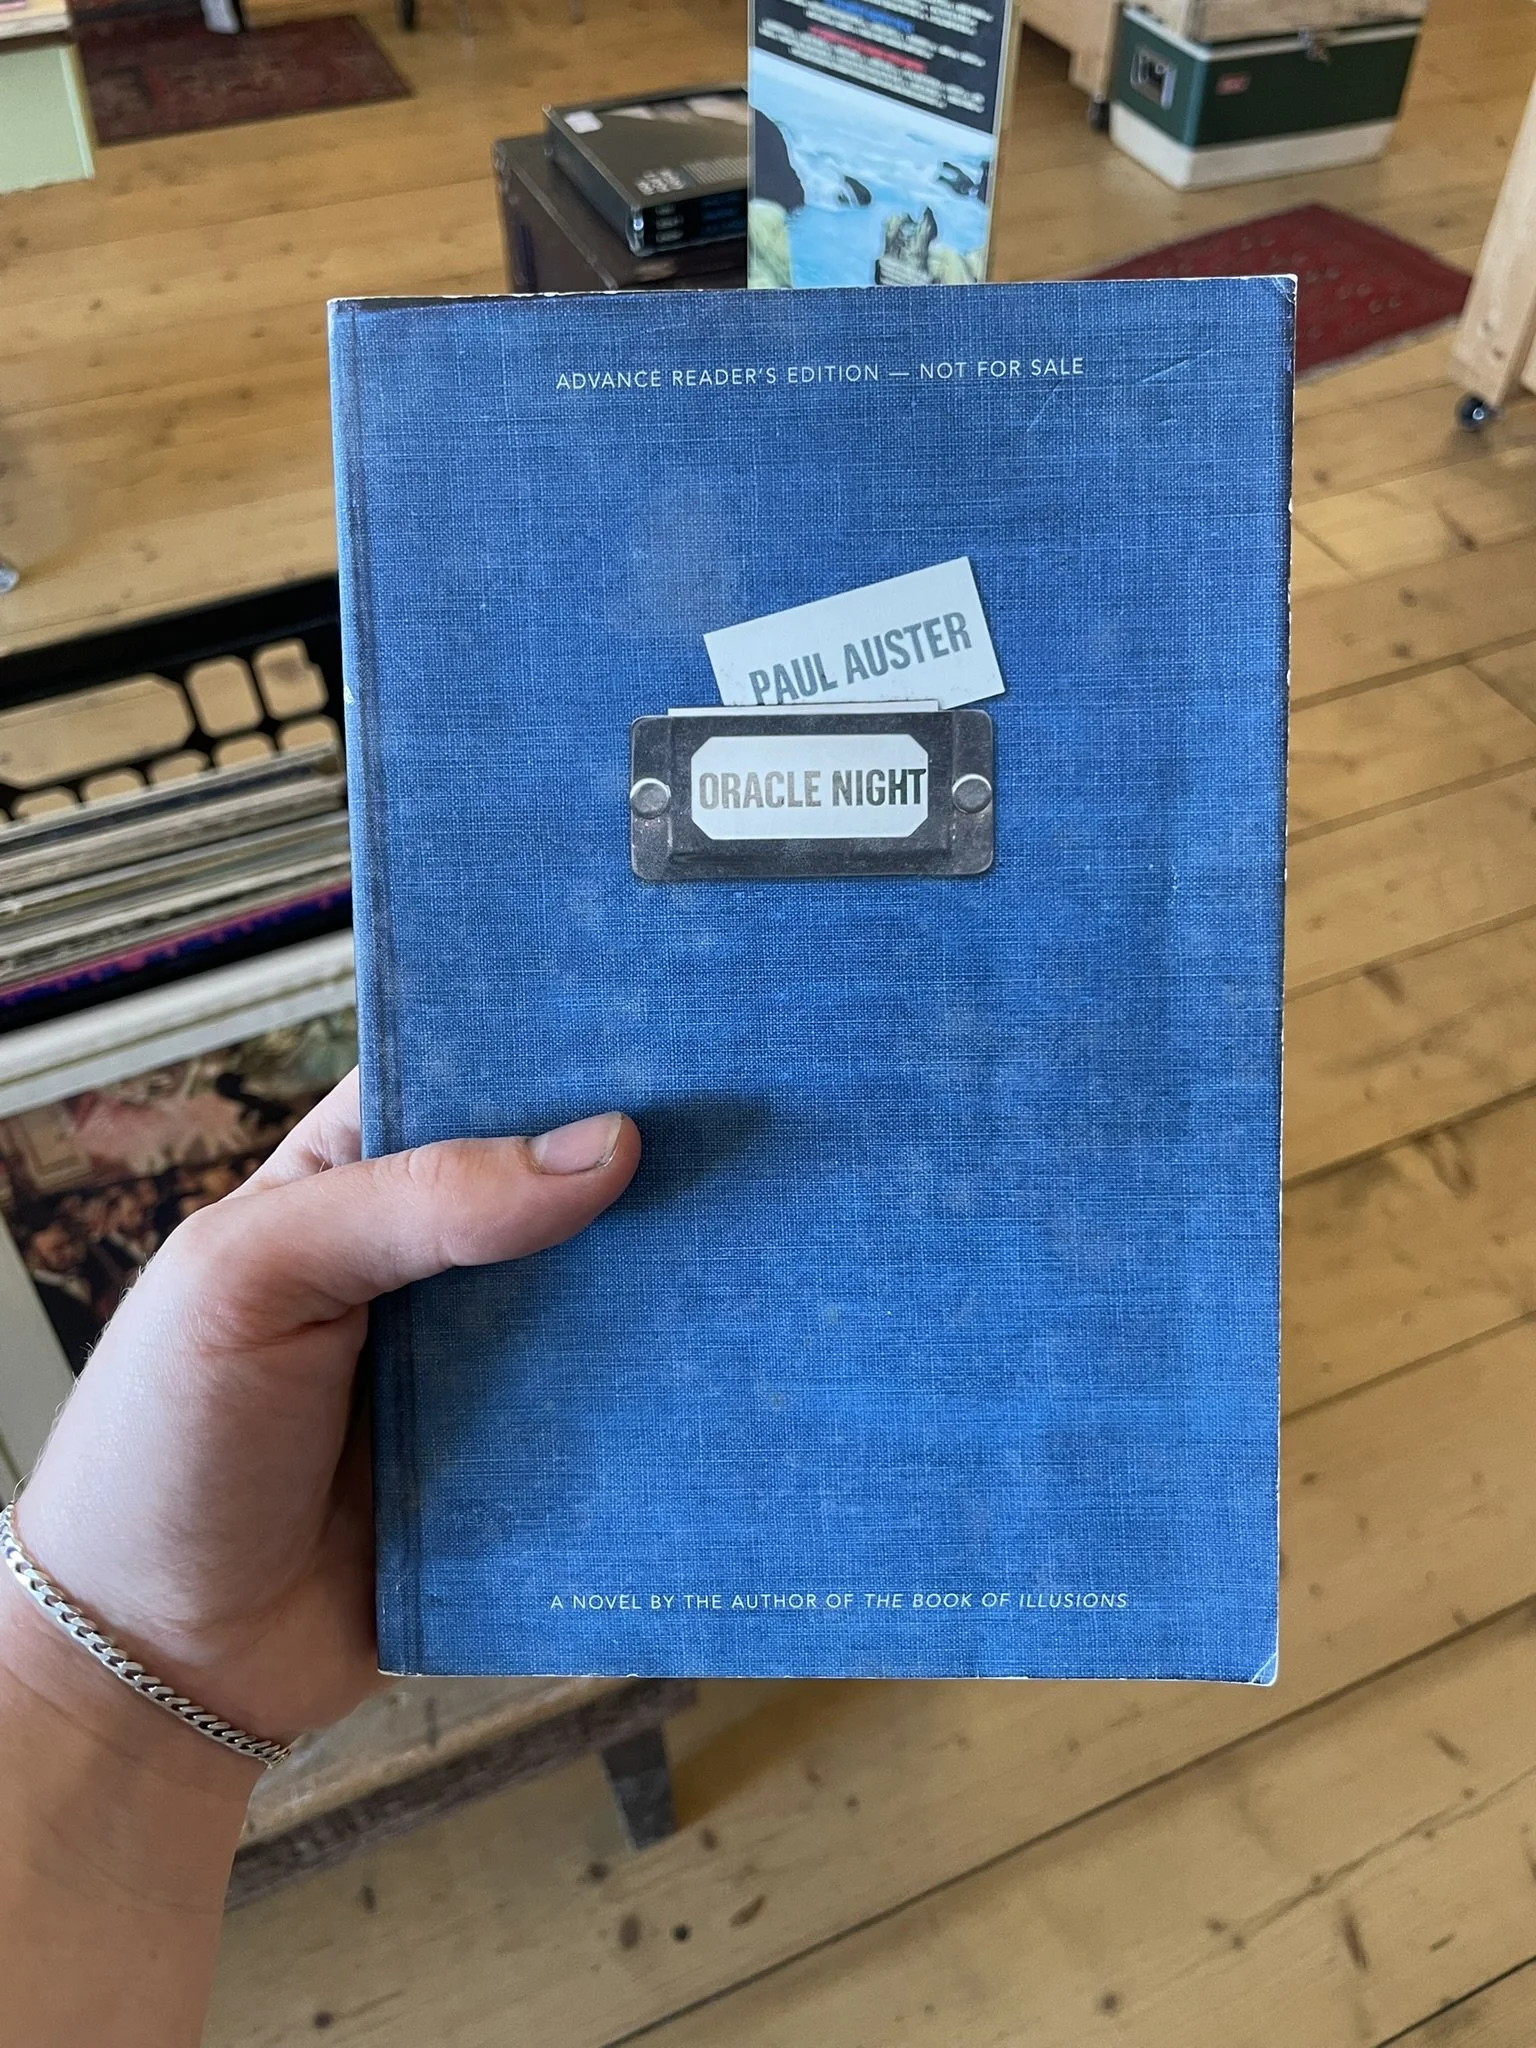 ADVANCE READER'S EDITION — NOT FOR SALE
PAUL AUSTER
ORACLE NIGHT
A NOVEL BY THE AUTHOR OF THE BOOK OF ILLUSIONS